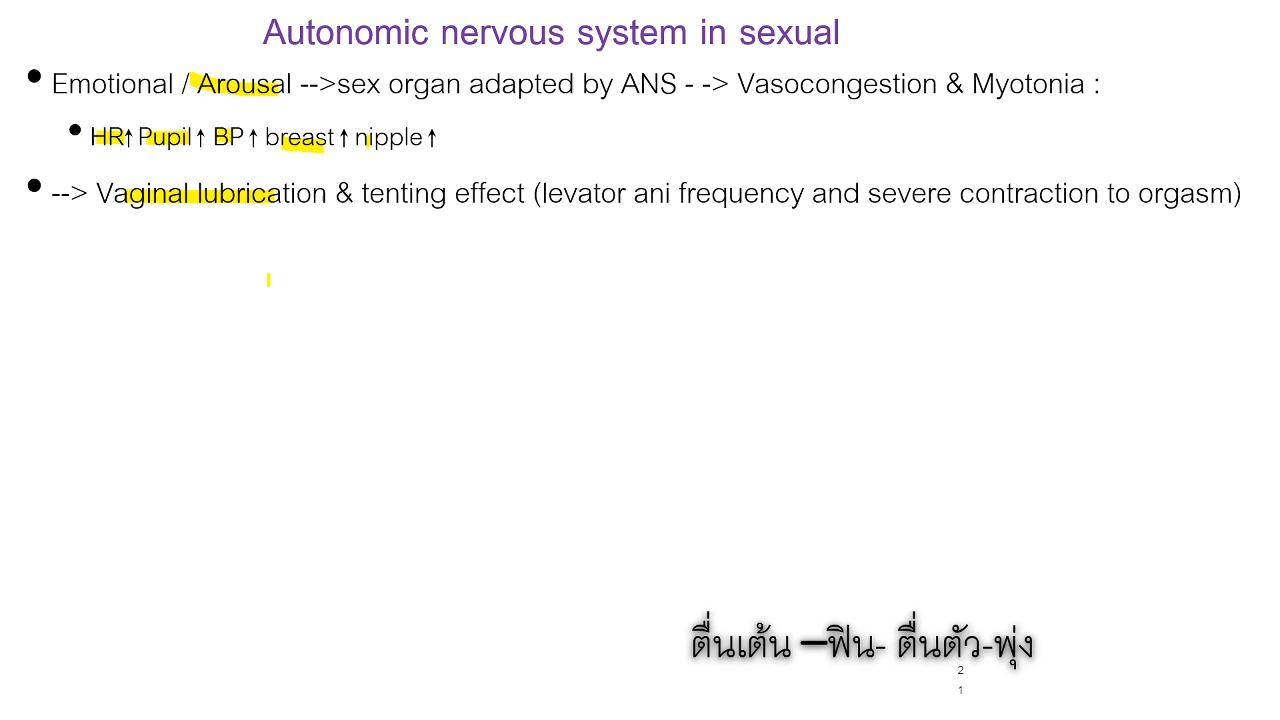 Autonomic nervous system in sexual
• Emotional / Arousal -->sex organ adapted by ANS - -> Vasocongestion & Myotonia :
• HR↑Pupil↑ BP↑ breast↑nipple↑
• --> Vaginal lubrication & tenting effect (levator ani frequency and severe contraction to orgasm)
ตื่นเต้น –ฟิน- ตื่นตัว-พุ่ง
2
1